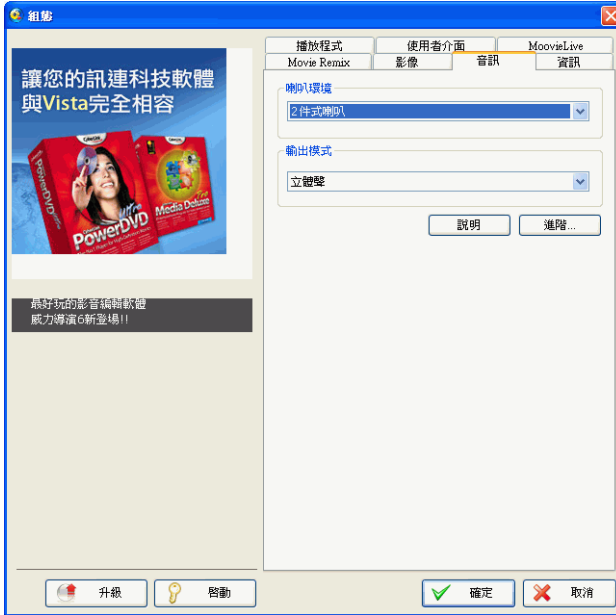 組態
播放程式
使用者介面
MoovieLive
Movie Remix
影像
音訊
資訊
讓您的訊連科技軟體
與Vista完全相容
CyberLink
PowerDVD
Ultra
Media Deluxe
喇叭環境
2 件式喇叭
輸出模式
立體聲
說明
進階...
最好玩的影音編輯軟體
威力導演6新登場!!
升級
啓動
確定
取消